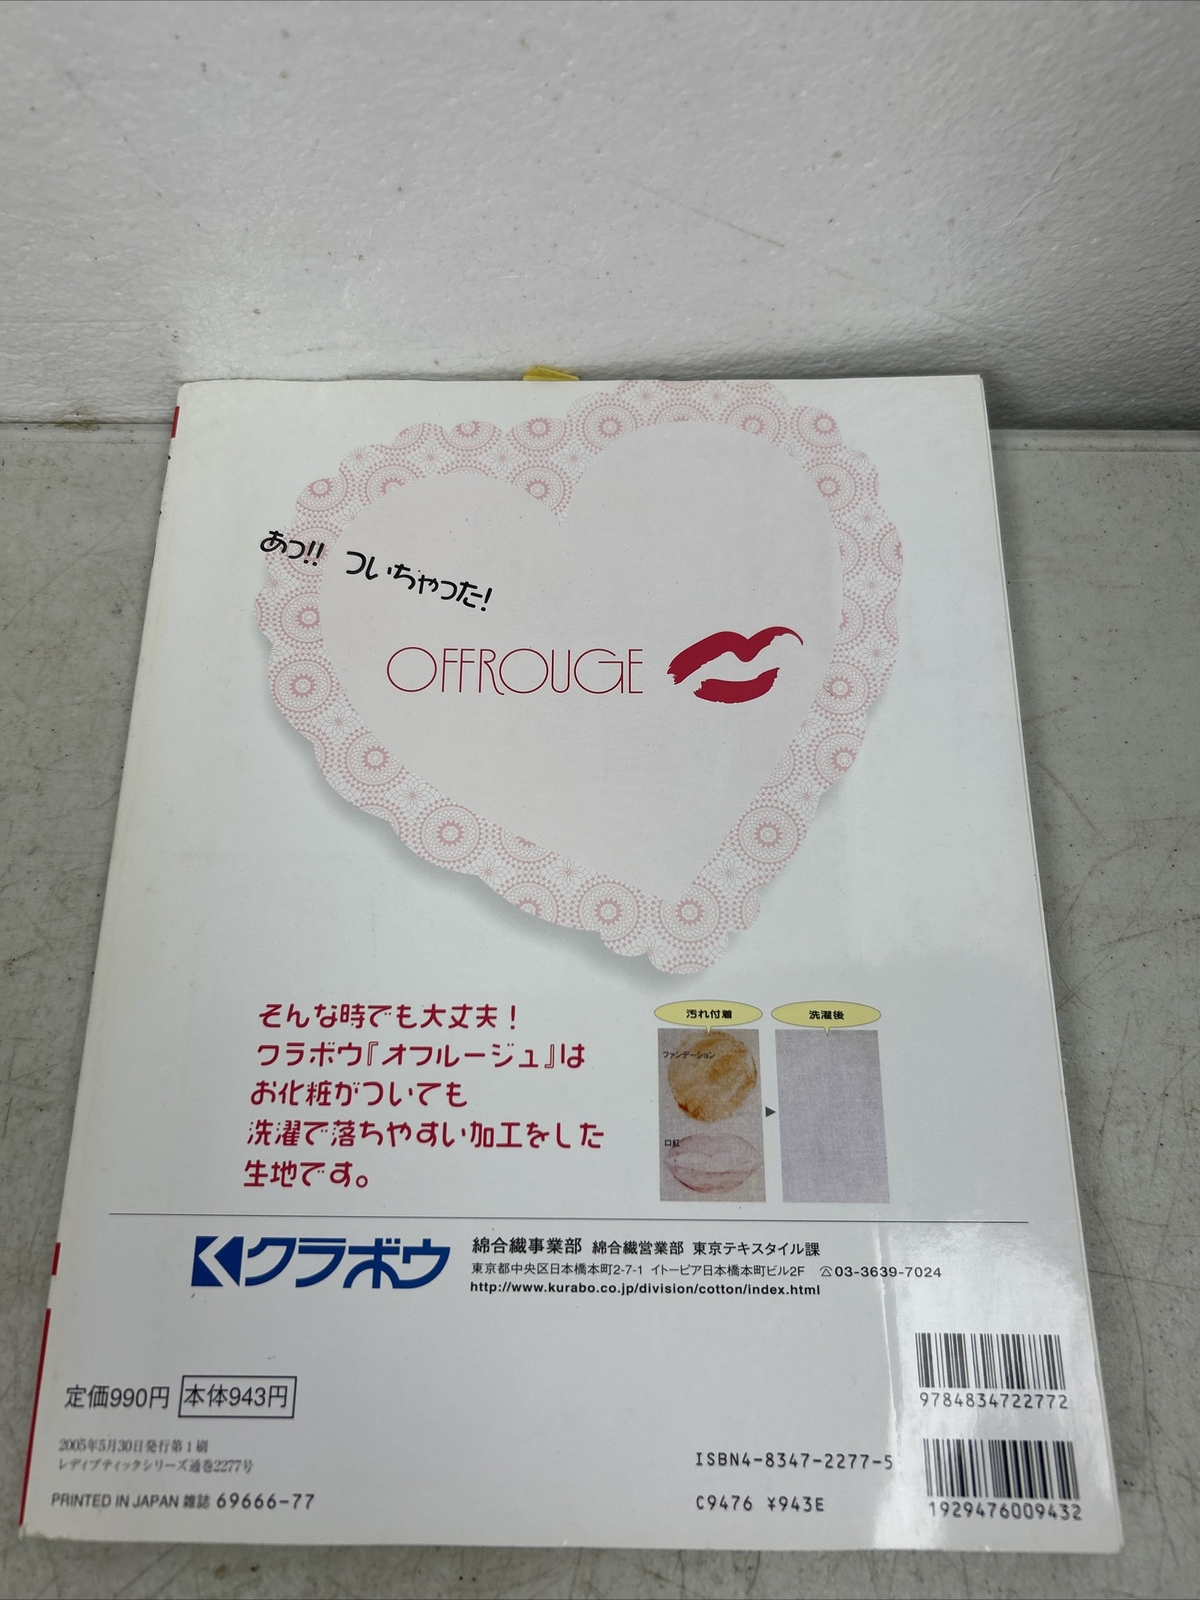 あっ!! ついちゃった!
OFFROUGE
そんな時でも大丈夫!
クラボウ『オフルージュ』は
お化粧がついても
洗濯で落ちやすい加工をした
生地です。
汚れ付着
洗濯後
ファンデーション
口紅
クラボウ
綿合繊事業部 綿合繊営業部 東京テキスタイル課
東京都中央区日本橋本町2-7-1 イトーピア日本橋本町ビル2F ☎03-3639-7024
http://www.kurabo.co.jp/division/cotton/index.html
9784834722772
定価990円 本体943円
2005年5月30日発行第1刷
レディブティックシリーズ通巻2277号
ISBN4-8347-2277-5
PRINTED IN JAPAN 雑誌 69666-77
C9476 ¥943E
1929476009432